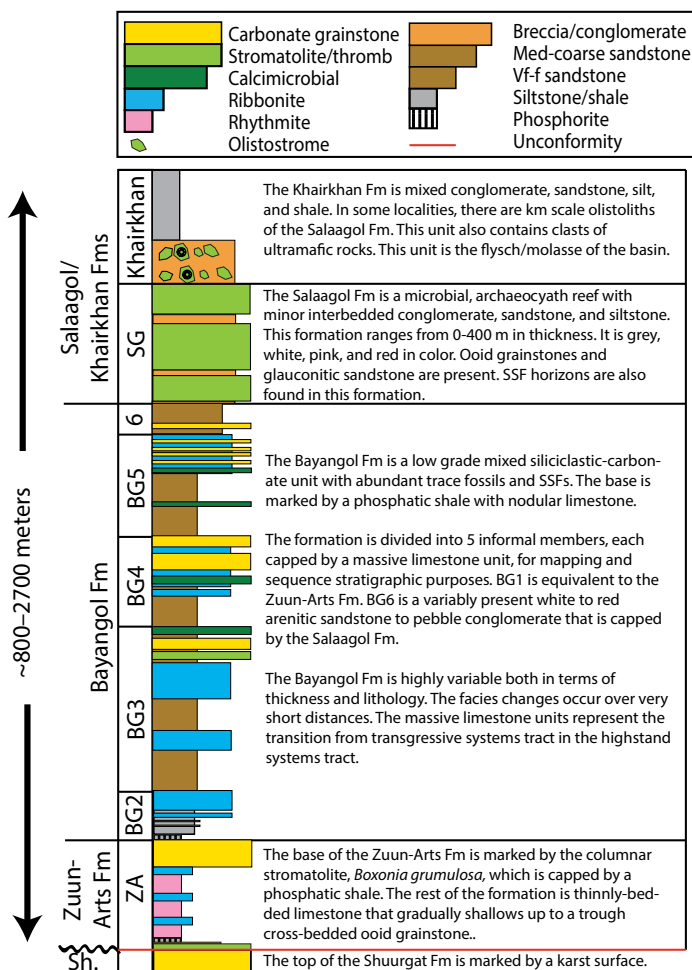 Carbonate grainstone
Stromatolite/thromb
Calcimicrobial
Ribbonite
Rhythmite
Olistostrome
Breccia/conglomerate
Med-coarse sandstone
Vf-f sandstone
Siltstone/shale
Phosphorite
Unconformity
~800–2700 meters
Salaagol/
Khairkhan Fms
Khairkhan
The Khairkhan Fm is mixed conglomerate, sandstone, silt,
and shale. In some localities, there are km scale olistoliths
of the Salaagol Fm. This unit also contains clasts of
ultramafic rocks. This unit is the flysch/molasse of the basin.
SG
The Salaagol Fm is a microbial, archaeocyath reef with
minor interbedded conglomerate, sandstone, and siltstone.
This formation ranges from 0-400 m in thickness. It is grey,
white, pink, and red in color. Ooid grainstones and
glauconitic sandstone are present. SSF horizons are also
found in this formation.
Bayangol Fm
6
BG5
BG4
BG3
BG2
The Bayangol Fm is a low grade mixed siliciclastic-carbon-
ate unit with abundant trace fossils and SSFs. The base is
marked by a phosphatic shale with nodular limestone.
The formation is divided into 5 informal members, each
capped by a massive limestone unit, for mapping and
sequence stratigraphic purposes. BG1 is equivalent to the
Zuun-Arts Fm. BG6 is a variably present white to red
arenitic sandstone to pebble conglomerate that is capped
by the Salaagol Fm.
The Bayangol Fm is highly variable both in terms of
thickness and lithology. The facies changes occur over very
short distances. The massive limestone units represent the
transition from transgressive systems tract in the highstand
systems tract.
Zuun-
Arts Fm
ZA
The base of the Zuun-Arts Fm is marked by the columnar
stromatolite, Boxonia grumulosa, which is capped by a
phosphatic shale. The rest of the formation is thinnly-bed-
ded limestone that gradually shallows up to a trough
cross-bedded ooid grainstone..
Sh.
The top of the Shuurgat Fm is marked by a karst surface.